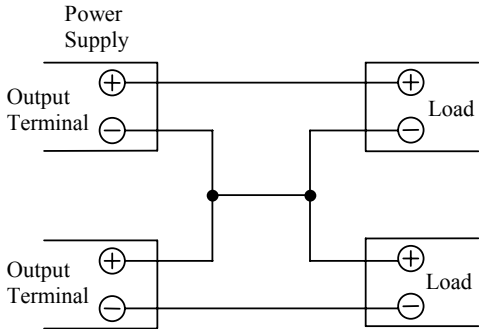 Power
Supply
Output
Terminal
+
−
+
−
Load
Output
Terminal
+
−
+
−
Load